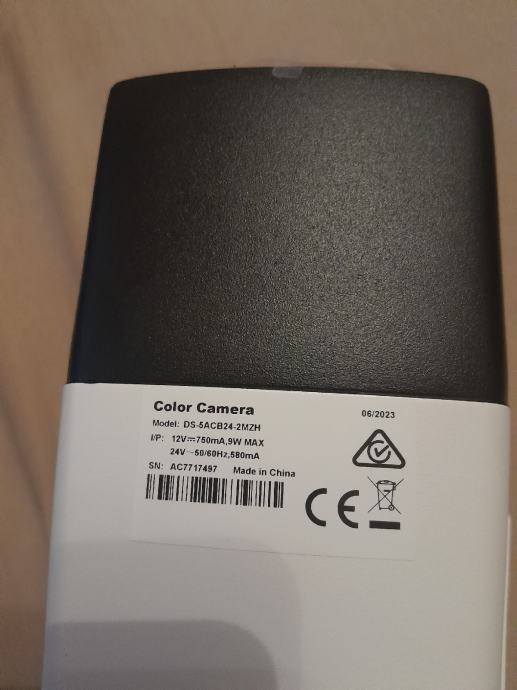 Color Camera
06/2023
Model: DS-5ACB24-2MZH
I/P: 12V⎓750mA,9W MAX
24V～50/60Hz,580mA
SN: AC7717497 Made in China
CE